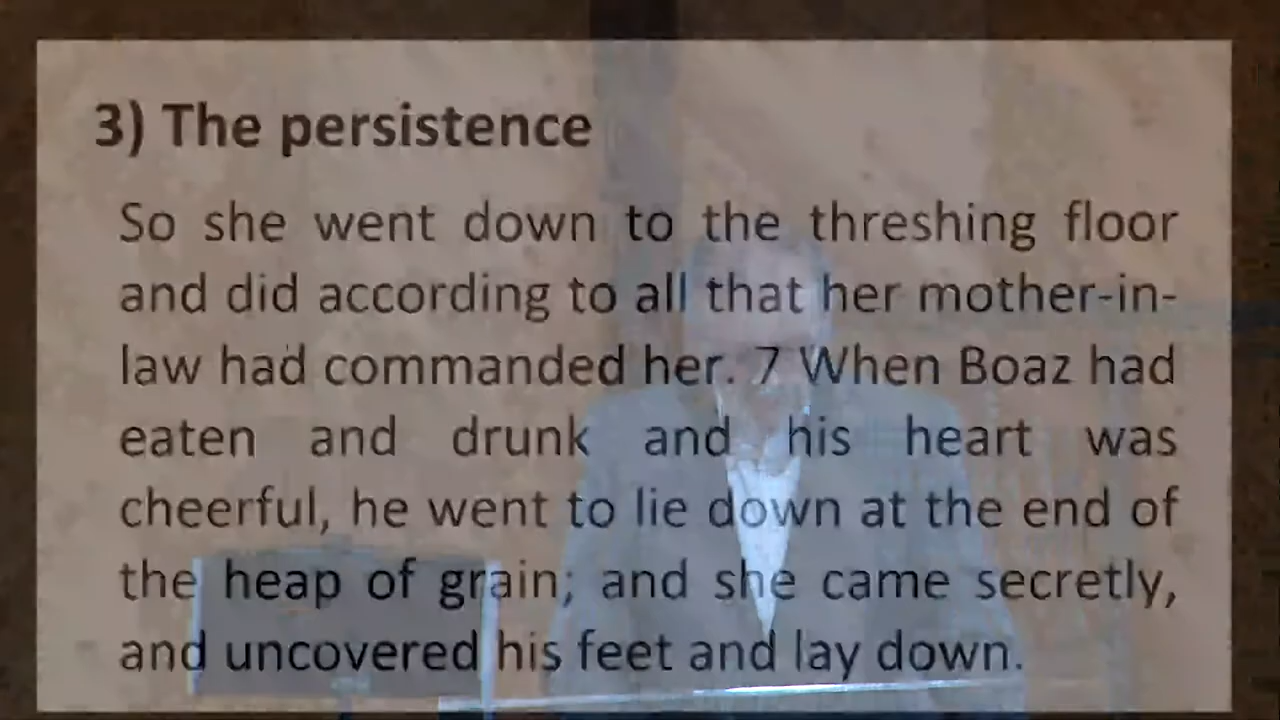 3) The persistence
So she went down to the threshing floor
and did according to all that her mother-in-
law had commanded her. 7 When Boaz had
eaten and drunk and his heart was
cheerful, he went to lie down at the end of
the heap of grain; and she came secretly,
and uncovered his feet and lay down.